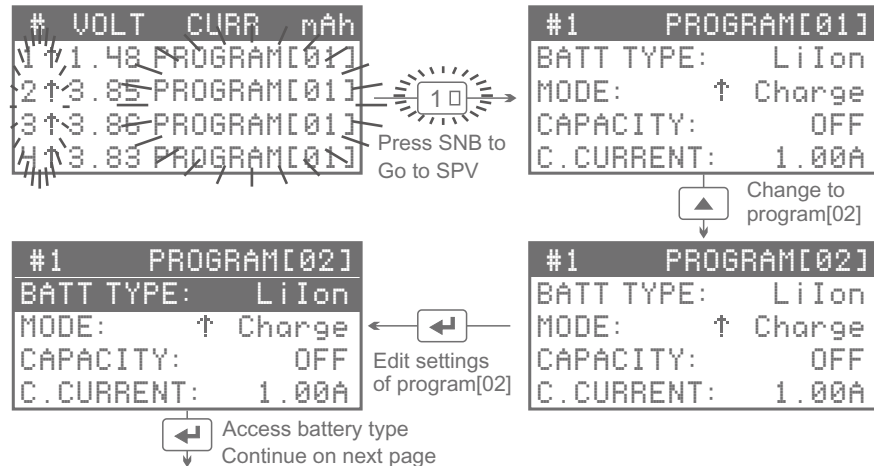 # VOLT CURR mAh
1↑1.48 PROGRAM[01]
2↑3.85 PROGRAM[01]
3↑3.86 PROGRAM[01]
4↑3.83 PROGRAM[01]
1
Press SNB to
Go to SPV
#1 PROGRAM[01]
BATT TYPE: LiIon
MODE: ↑ Charge
CAPACITY: OFF
C.CURRENT: 1.00A
Change to
program[02]
#1 PROGRAM[02]
BATT TYPE: LiIon
MODE: ↑ Charge
CAPACITY: OFF
C.CURRENT: 1.00A
Edit settings
of program[02]
#1 PROGRAM[02]
BATT TYPE: LiIon
MODE: ↑ Charge
CAPACITY: OFF
C.CURRENT: 1.00A
Access battery type
Continue on next page